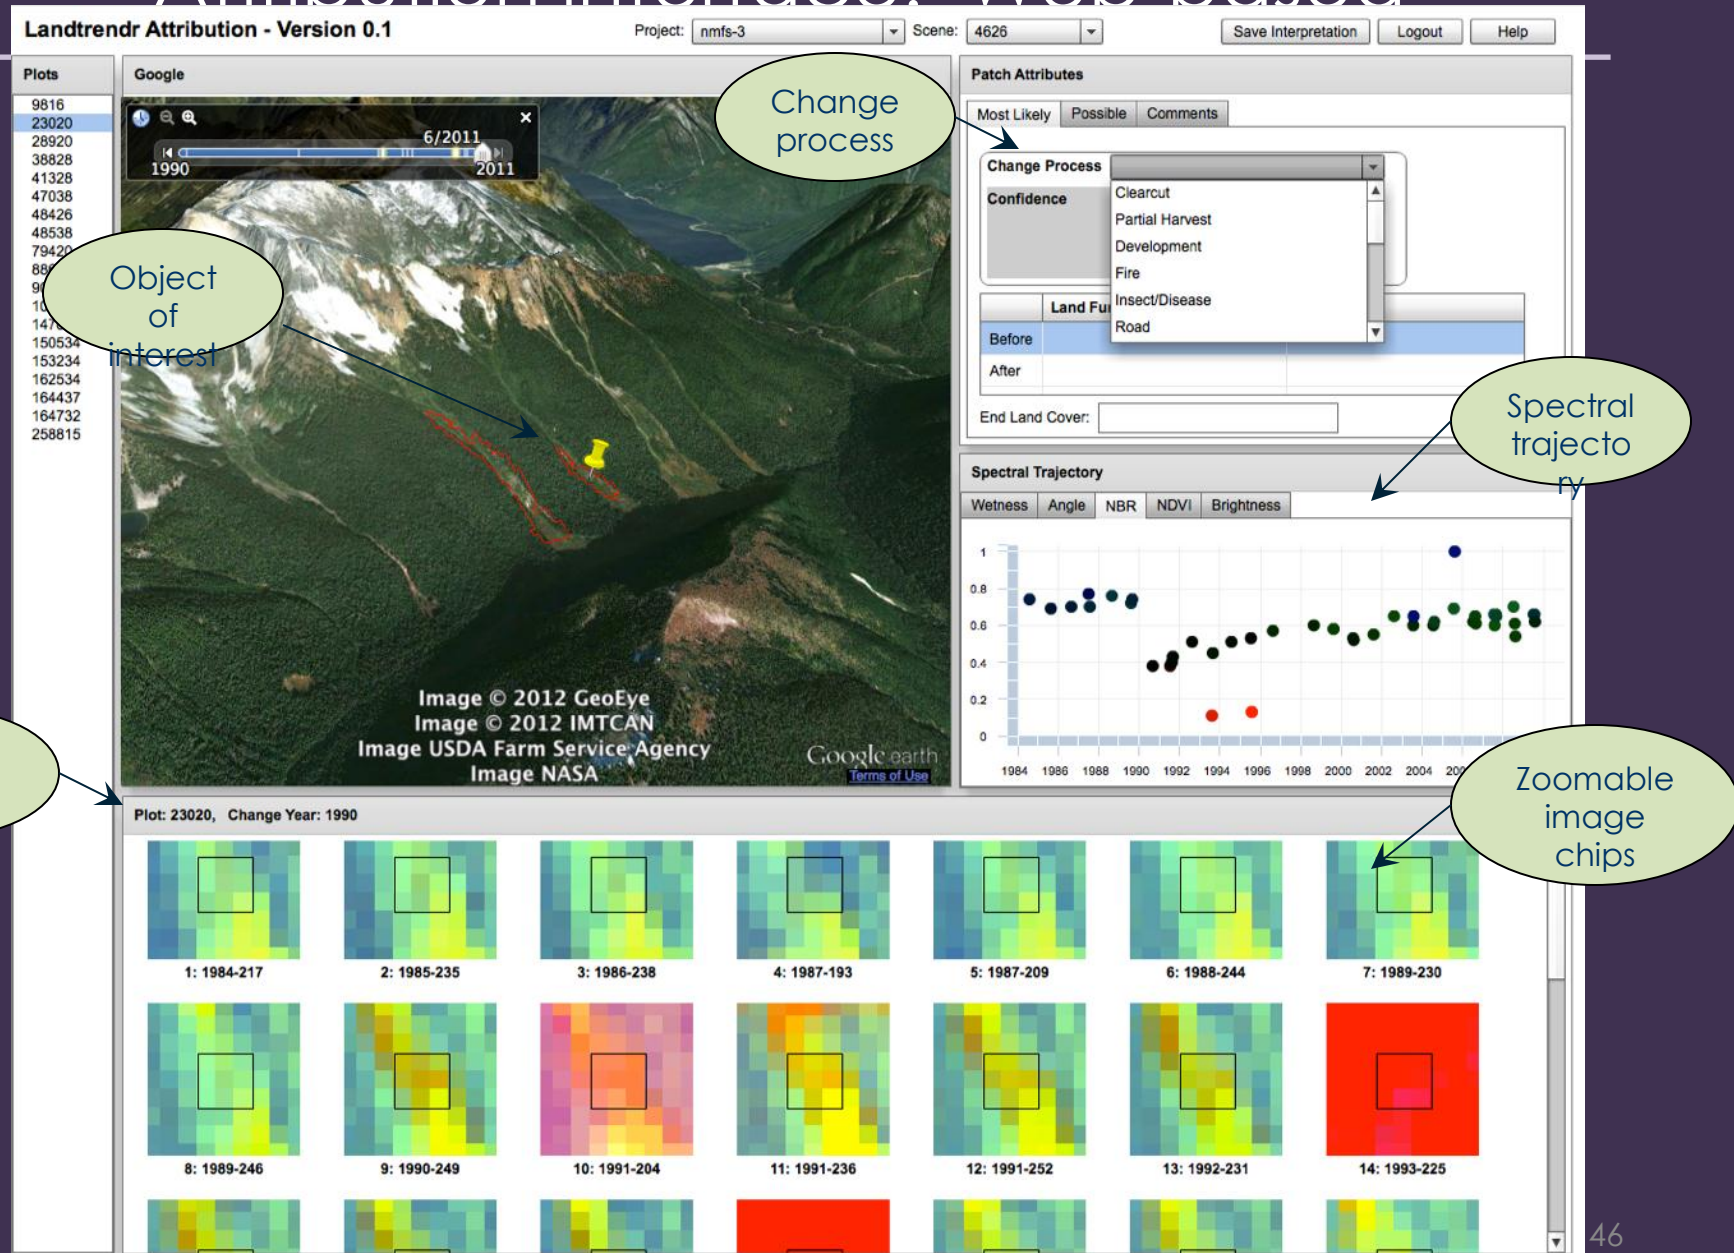 Attribution interface: Web-based
Landtrendr Attribution - Version 0.1
Project: nmfs-3
Scene: 4626
Save Interpretation
Logout
Help
Plots
9816
23020
28920
38828
41328
47038
48426
48538
79420
150534
153234
162534
164437
164732
258815
Google
6/2011
1990
2011
Object
of
interest
Image © 2012 GeoEye
Image © 2012 IMTCAN
Image USDA Farm Service Agency
Image NASA
Google earth
Terms of Use
Change
process
Patch Attributes
Most Likely
Possible
Comments
Change Process
Confidence
Clearcut
Partial Harvest
Development
Fire
Insect/Disease
Road
Land Fu
Before
After
End Land Cover:
Spectral
trajecto
ry
Spectral Trajectory
Wetness
Angle
NBR
NDVI
Brightness
1
0.8
0.6
0.4
0.2
0
1984 1986 1988 1990 1992 1994 1996 1998 2000 2002 2004
Zoomable
image
chips
Plot: 23020, Change Year: 1990
1: 1984-217
2: 1985-235
3: 1986-238
4: 1987-193
5: 1987-209
6: 1988-244
7: 1989-230
8: 1989-246
9: 1990-249
10: 1991-204
11: 1991-236
12: 1991-252
13: 1992-231
14: 1993-225
46